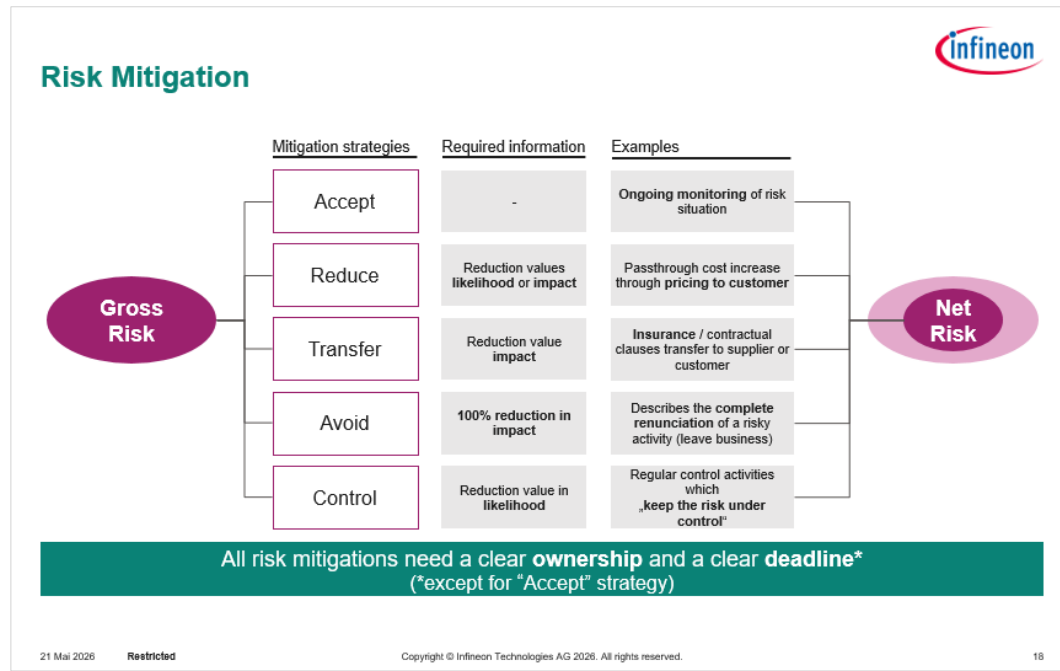 infineon
Risk Mitigation
Mitigation strategies
Required information
Examples
Gross
Risk
Accept
-
Ongoing monitoring of risk
situation
Reduce
Reduction values
likelihood or impact
Passthrough cost increase
through pricing to customer
Transfer
Reduction value
impact
Insurance / contractual
clauses transfer to supplier or
customer
Avoid
100% reduction in
impact
Describes the complete
renunciation of a risky
activity (leave business)
Control
Reduction value in
likelihood
Regular control activities
which
„keep the risk under
control“
Net
Risk
All risk mitigations need a clear ownership and a clear deadline*
(*except for “Accept” strategy)
21 Mai 2026
Restricted
Copyright © Infineon Technologies AG 2026. All rights reserved.
18